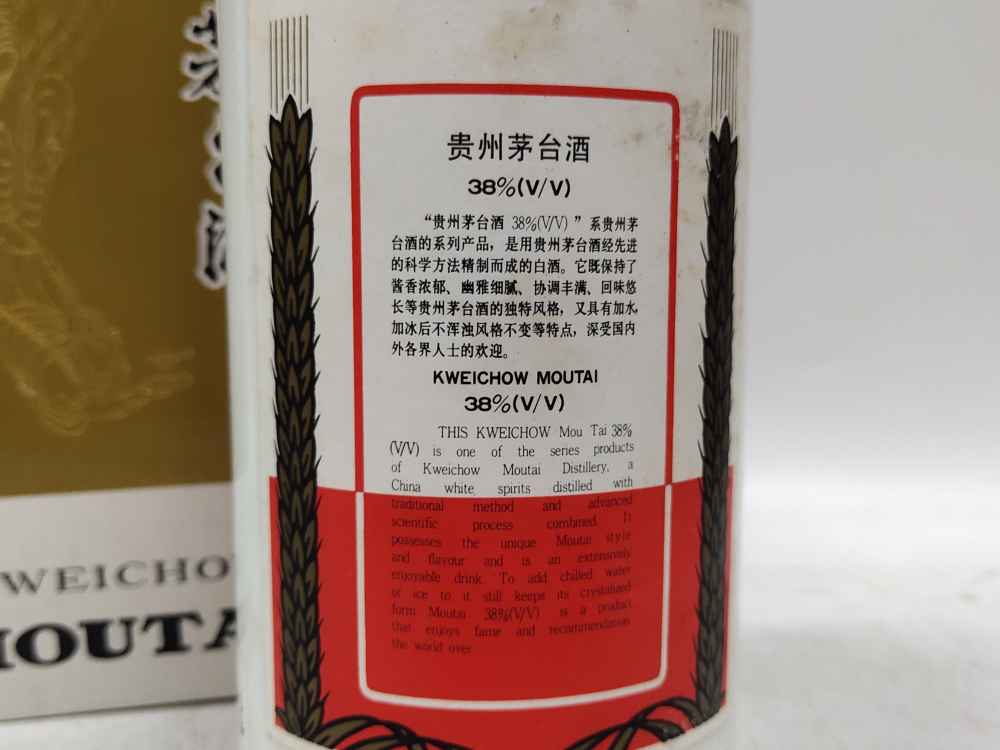 贵州茅台酒
38%(V/V)
“贵州茅台酒 38%(V/V)”系贵州茅
台酒的系列产品，是用贵州茅台酒经先进
的科学方法精制而成的白酒。它既保持了
酱香浓郁、幽雅细腻、协调丰满、回味悠
长等贵州茅台酒的独特风格，又具有加水，
加冰后不浑浊风格不变等特点，深受国内
外各界人士的欢迎。
KWEICHOW MOUTAI
38%(V/V)
THIS KWEICHOW Mou Tai 38%
(V/V) is one of the series products
of Kweichow Moutai Distillery, a
China white spirits distilled with
traditional method and advanced
scientific process combined. It
possesses the unique Moutai style
and flavour and is an extensively
enjoyable drink. To add chilled water
or ice to it still keeps its crystalized
form Moutai 38%(V/V) is a product
that enjoys fame and recommendation
the world over
WEICHO
MOUTA